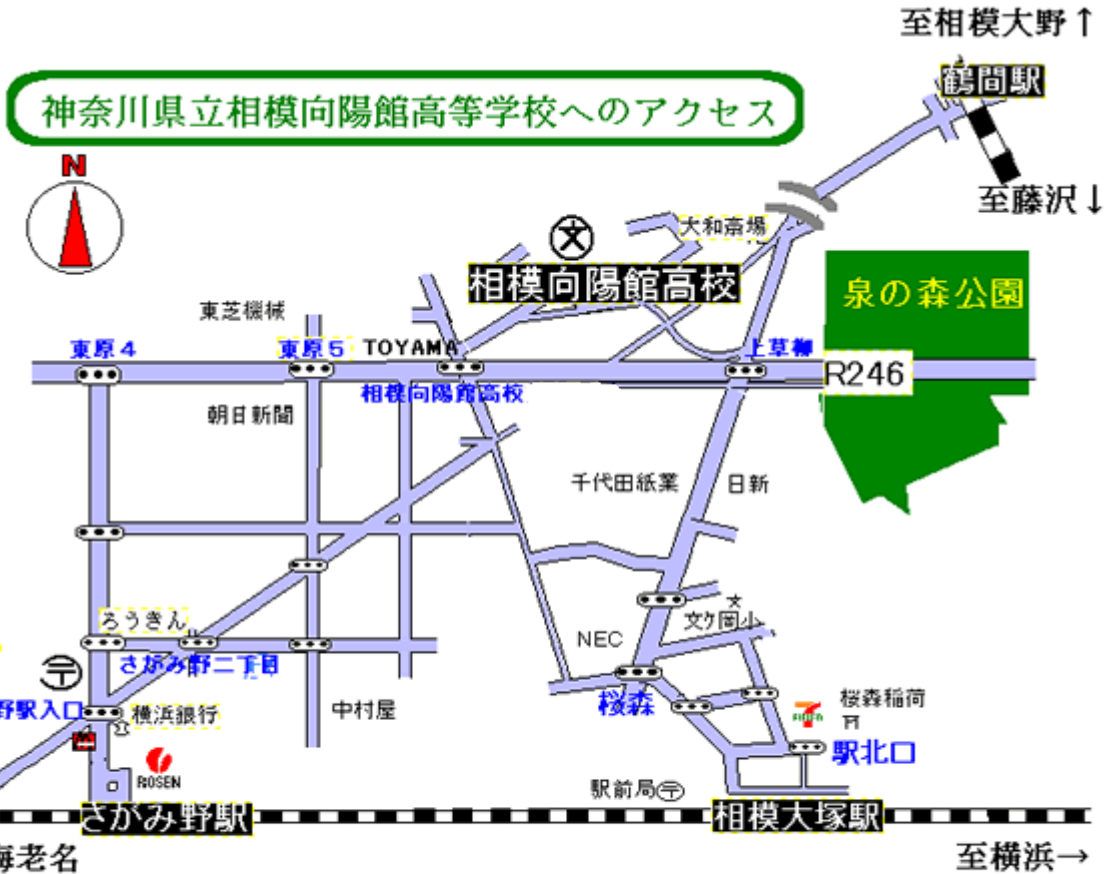 至相模大野↑
鶴間駅
神奈川県立相模向陽館高等学校へのアクセス
N
至藤沢↓
文
大和斎場
相模向陽館高校
泉の森公園
東芝機械
東原4
東原5
TOYAMA
上草柳
R246
相模向陽館高校
朝日新聞
千代田紙業
日新
ろうきん
文
文ケ岡小
NEC
さがみ野二丁目
〒
野駅入口
横浜銀行
中村屋
桜森
7
桜森稲荷
駅北口
ROSEN
駅前局〒
さがみ野駅
相模大塚駅
海老名
至横浜→